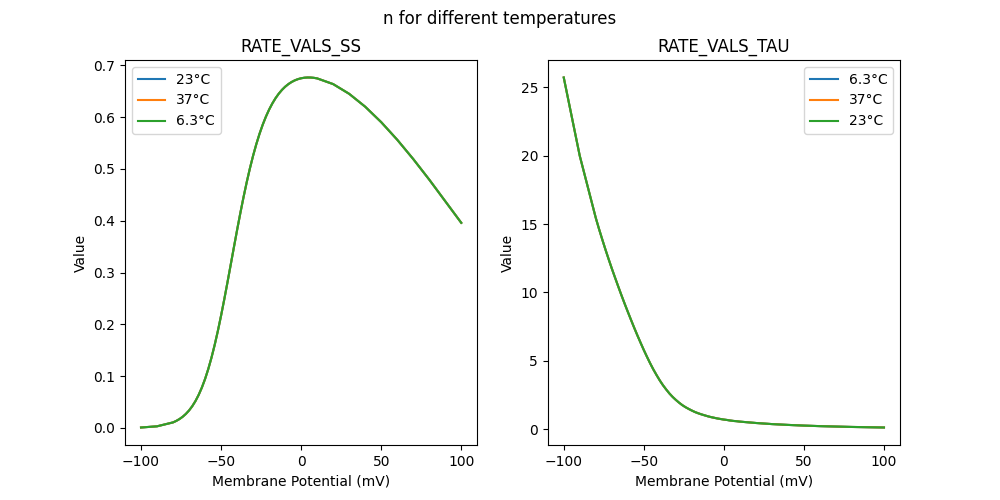 n for different temperatures
RATE_VALS_SS
0.7
0.6
0.5
0.4
0.3
0.2
0.1
0.0
Value
23°C
37°C
6.3°C
−100
−50
0
50
100
Membrane Potential (mV)
RATE_VALS_TAU
25
20
15
10
5
0
Value
6.3°C
37°C
23°C
−100
−50
0
50
100
Membrane Potential (mV)